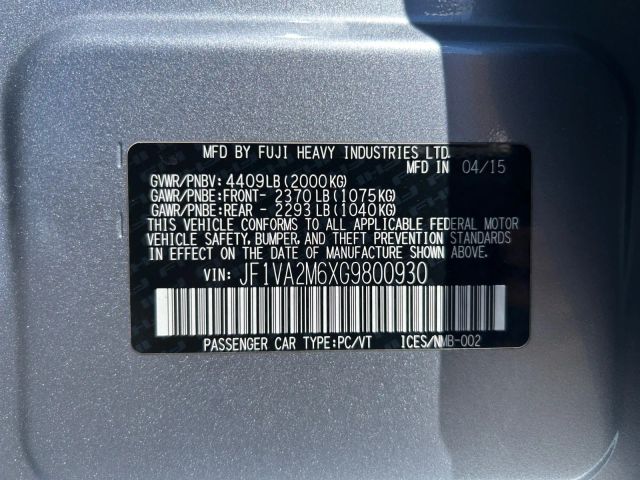 MFD BY FUJI HEAVY INDUSTRIES LTD.
MFD IN 04/15
GVWR/PNBV: 4409LB(2000KG)
GAWR/PNBE:FRONT- 2370LB(1075KG)
GAWR/PNBE:REAR - 2293LB(1040KG)
THIS VEHICLE CONFORMS TO ALL APPLICABLE FEDERAL MOTOR
VEHICLE SAFETY, BUMPER, AND THEFT PREVENTION STANDARDS
IN EFFECT ON THE DATE OF MANUFACTURE SHOWN ABOVE.
VIN: JF1VA2M6XG9800930
PASSENGER CAR TYPE:PC/VT ICES/NMB-002